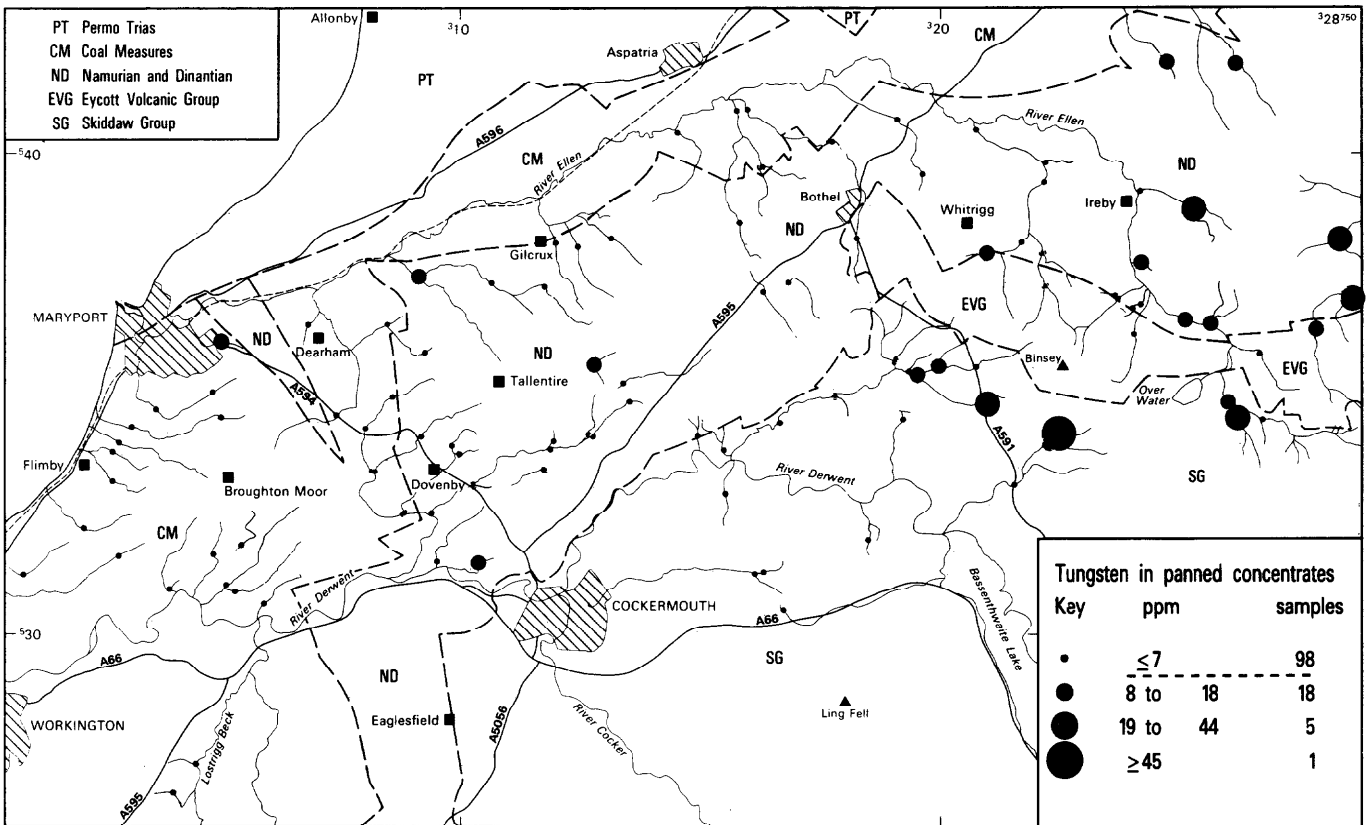 PT Permo Trias
CM Coal Measures
ND Namurian and Dinantian
EVG Eycott Volcanic Group
SG Skiddaw Group
Allonby
³10
Aspatria
PT
³20
CM
³28⁷⁵⁰
PT
A596
⁵40
CM
River Ellen
River Ellen
ND
Bothel
ND
Whitrigg
Ireby
Gilcrux
EVG
A595
MARYPORT
ND
Dearham
ND
Tallentire
Binsey
EVG
Over
Water
A594
A591
Flimby
Broughton Moor
Dovenby
River Derwent
SG
CM
River Derwent
COCKERMOUTH
A66
Bassenthwaite Lake
⁵30
A66
SG
ND
WORKINGTON
Eaglesfield
A5056
River Cocker
Ling Fell
Lostrigg Beck
A595
Tungsten in panned concentrates
Key ppm samples
≤7 98
8 to 18 18
19 to 44 5
≥45 1